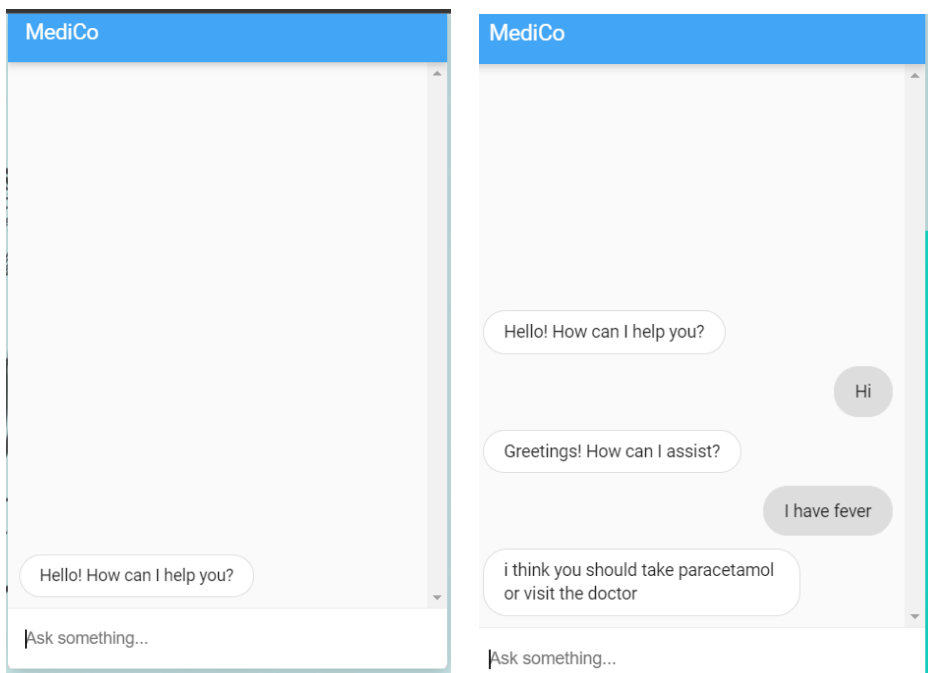 MediCo
Hello! How can I help you?
Ask something...
MediCo
Hello! How can I help you?
Hi
Greetings! How can I assist?
I have fever
i think you should take paracetamol
or visit the doctor
Ask something...